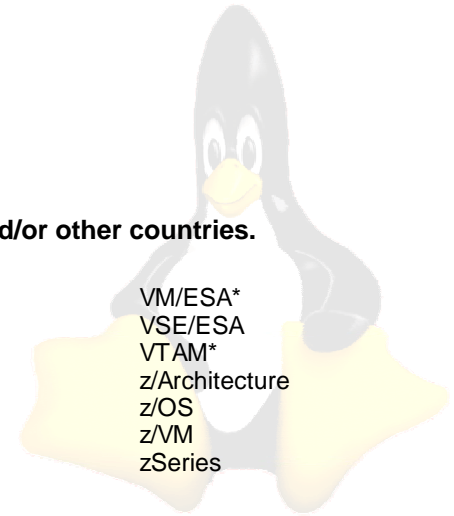 d/or other countries.
VM/ESA*
VSE/ESA
VTAM*
z/Architecture
z/OS
z/VM
zSeries